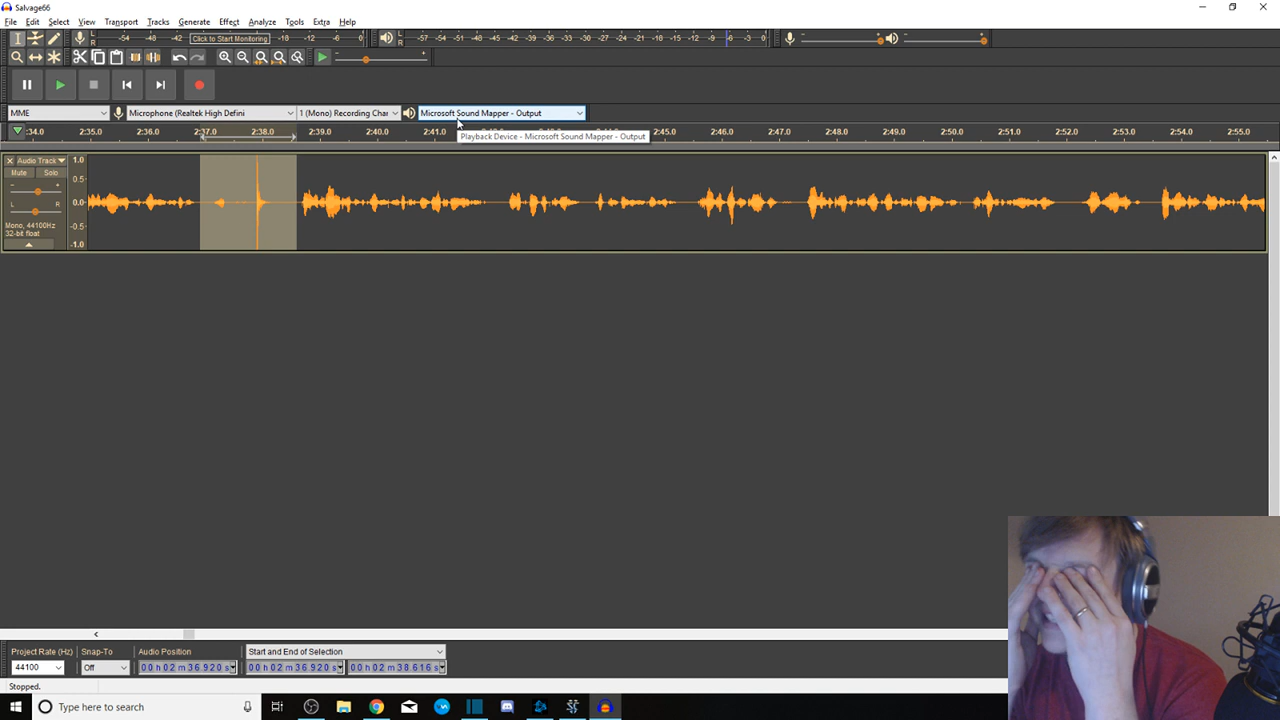 Salvage66
File Edit Select View Transport Tracks Generate Effect Analyze Tools Extra Help
L R -54 -48 -42 Click to Start Monitoring -18 -12 -6 0 L R -57 -54 -51 -48 -45 -42 -39 -36 -33 -30 -27 -24 -21 -18 -15 -12 -9 -6 -3 0
MME Microphone (Realtek High Defini 1 (Mono) Recording Chan Microsoft Sound Mapper - Output
2:34.0 2:35.0 2:36.0 2:37.0 2:38.0 2:39.0 2:40.0 2:41.0 2:45.0 2:46.0 2:47.0 2:48.0 2:49.0 2:50.0 2:51.0 2:52.0 2:53.0 2:54.0 2:55.0
Playback Device - Microsoft Sound Mapper - Output
Audio Track 1.0
Mute Solo 0.5
- + 0.0
L R
Mono, 44100Hz -0.5
32-bit float
-1.0
Project Rate (Hz) Snap-To Audio Position Start and End of Selection
44100 Off 00 h 02 m 36.920 s 00 h 02 m 36.920 s 00 h 02 m 38.616 s
Stopped.
Type here to search